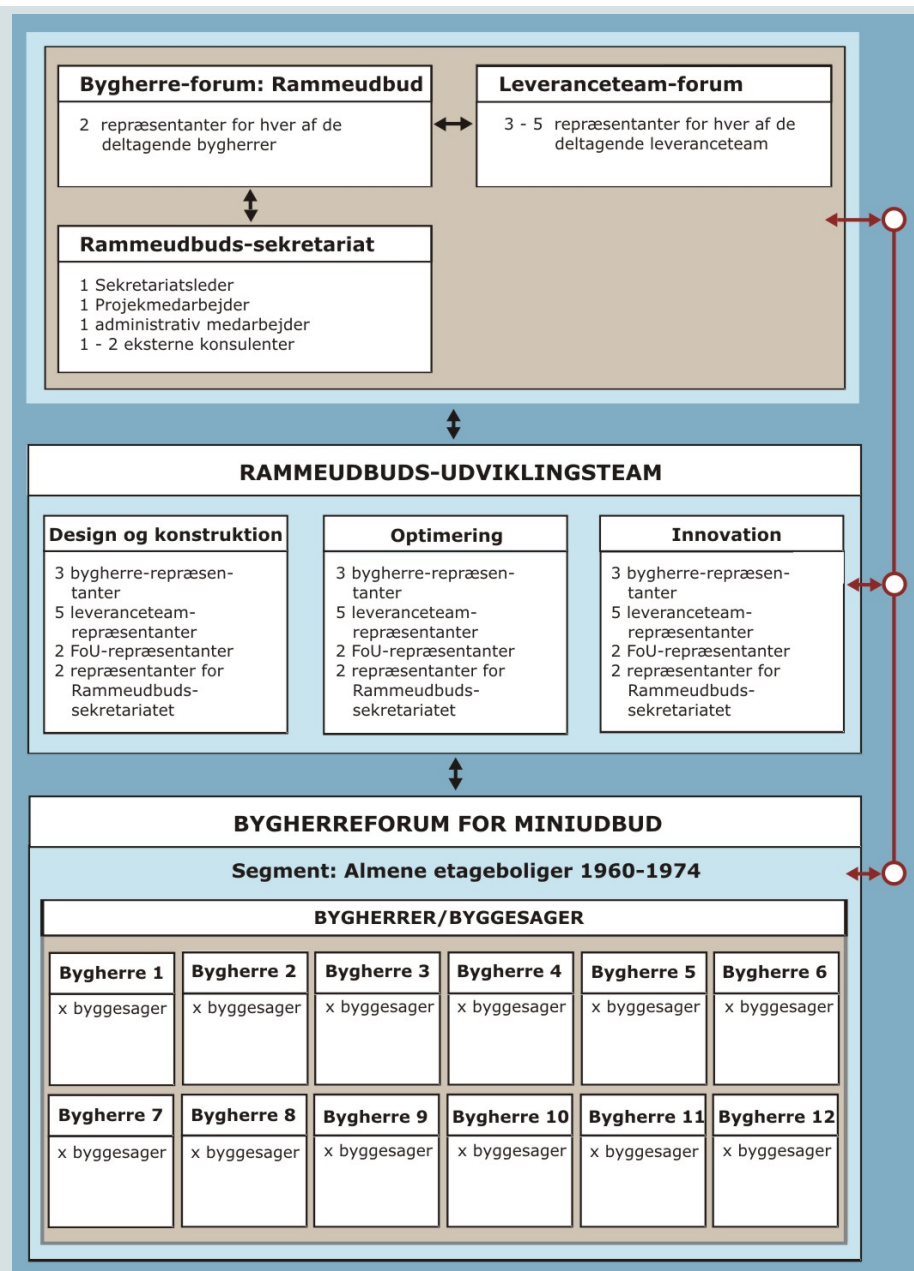 Bygherre-forum: Rammeudbud
2 repræsentanter for hver af de
deltagende bygherrer
Leveranceteam-forum
3 - 5 repræsentanter for hver af de
deltagende leveranceteam
Rammeudbuds-sekretariat
1 Sekretariatsleder
1 Projekmedarbejder
1 administrativ medarbejder
1 - 2 eksterne konsulenter
RAMMEUDBUDS-UDVIKLINGSTEAM
Design og konstruktion
3 bygherre-repræsen-
tanter
5 leveranceteam-
repræsentanter
2 FoU-repræsentanter
2 repræsentanter for
Rammeudbuds-
sekretariatet
Optimering
3 bygherre-repræsen-
tanter
5 leveranceteam-
repræsentanter
2 FoU-repræsentanter
2 repræsentanter for
Rammeudbuds-
sekretariatet
Innovation
3 bygherre-repræsen-
tanter
5 leveranceteam-
repræsentanter
2 FoU-repræsentanter
2 repræsentanter for
Rammeudbuds-
sekretariatet
BYGHERREFORUM FOR MINIUDBUD
Segment: Almene etageboliger 1960-1974
BYGHERRER/BYGGESAGER
Bygherre 1
x byggesager
Bygherre 2
x byggesager
Bygherre 3
x byggesager
Bygherre 4
x byggesager
Bygherre 5
x byggesager
Bygherre 6
x byggesager
Bygherre 7
x byggesager
Bygherre 8
x byggesager
Bygherre 9
x byggesager
Bygherre 10
x byggesager
Bygherre 11
x byggesager
Bygherre 12
x byggesager